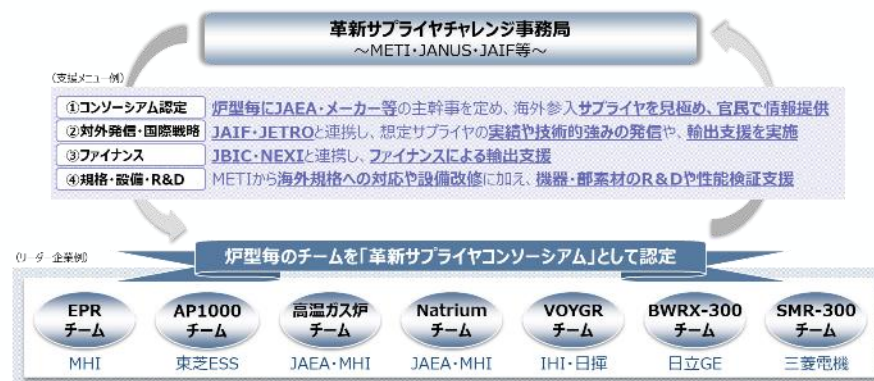 革新サプライヤチャレンジ事務局
～METI・JANUS・JAIF等～
(支援メニュー例)
①コンソーシアム認定 炉型毎にJAEA・メーカー等の主幹事を定め、海外参入サプライヤを見極め、官民で情報提供
②対外発信・国際戦略 JAIF・JETROと連携し、想定サプライヤの実績や技術的強みの発信や、輸出支援を実施
③ファイナンス JBIC・NEXIと連携し、ファイナンスによる輸出支援
④規格・設備・R&D METIから海外規格への対応や設備改修に加え、機器・部素材のR&Dや性能検証支援
炉型毎のチームを「革新サプライヤコンソーシアム」として認定
(リーダー企業例)
EPR チーム MHI
AP1000 チーム 東芝ESS
高温ガス炉 チーム JAEA・MHI
Natrium チーム JAEA・MHI
VOYGR チーム IHI・日揮
BWRX-300 チーム 日立GE
SMR-300 チーム 三菱電機